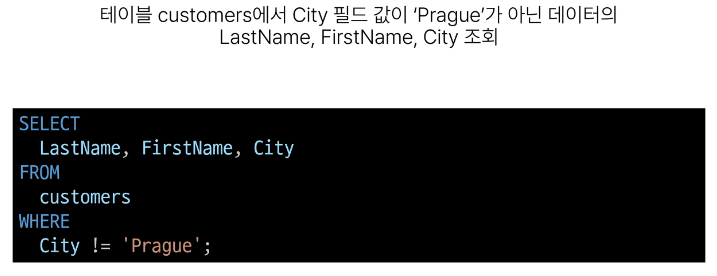 테이블 customers에서 City 필드 값이 ‘Prague’가 아닌 데이터의
LastName, FirstName, City 조회
SELECT
LastName, FirstName, City
FROM
customers
WHERE
City != 'Prague';